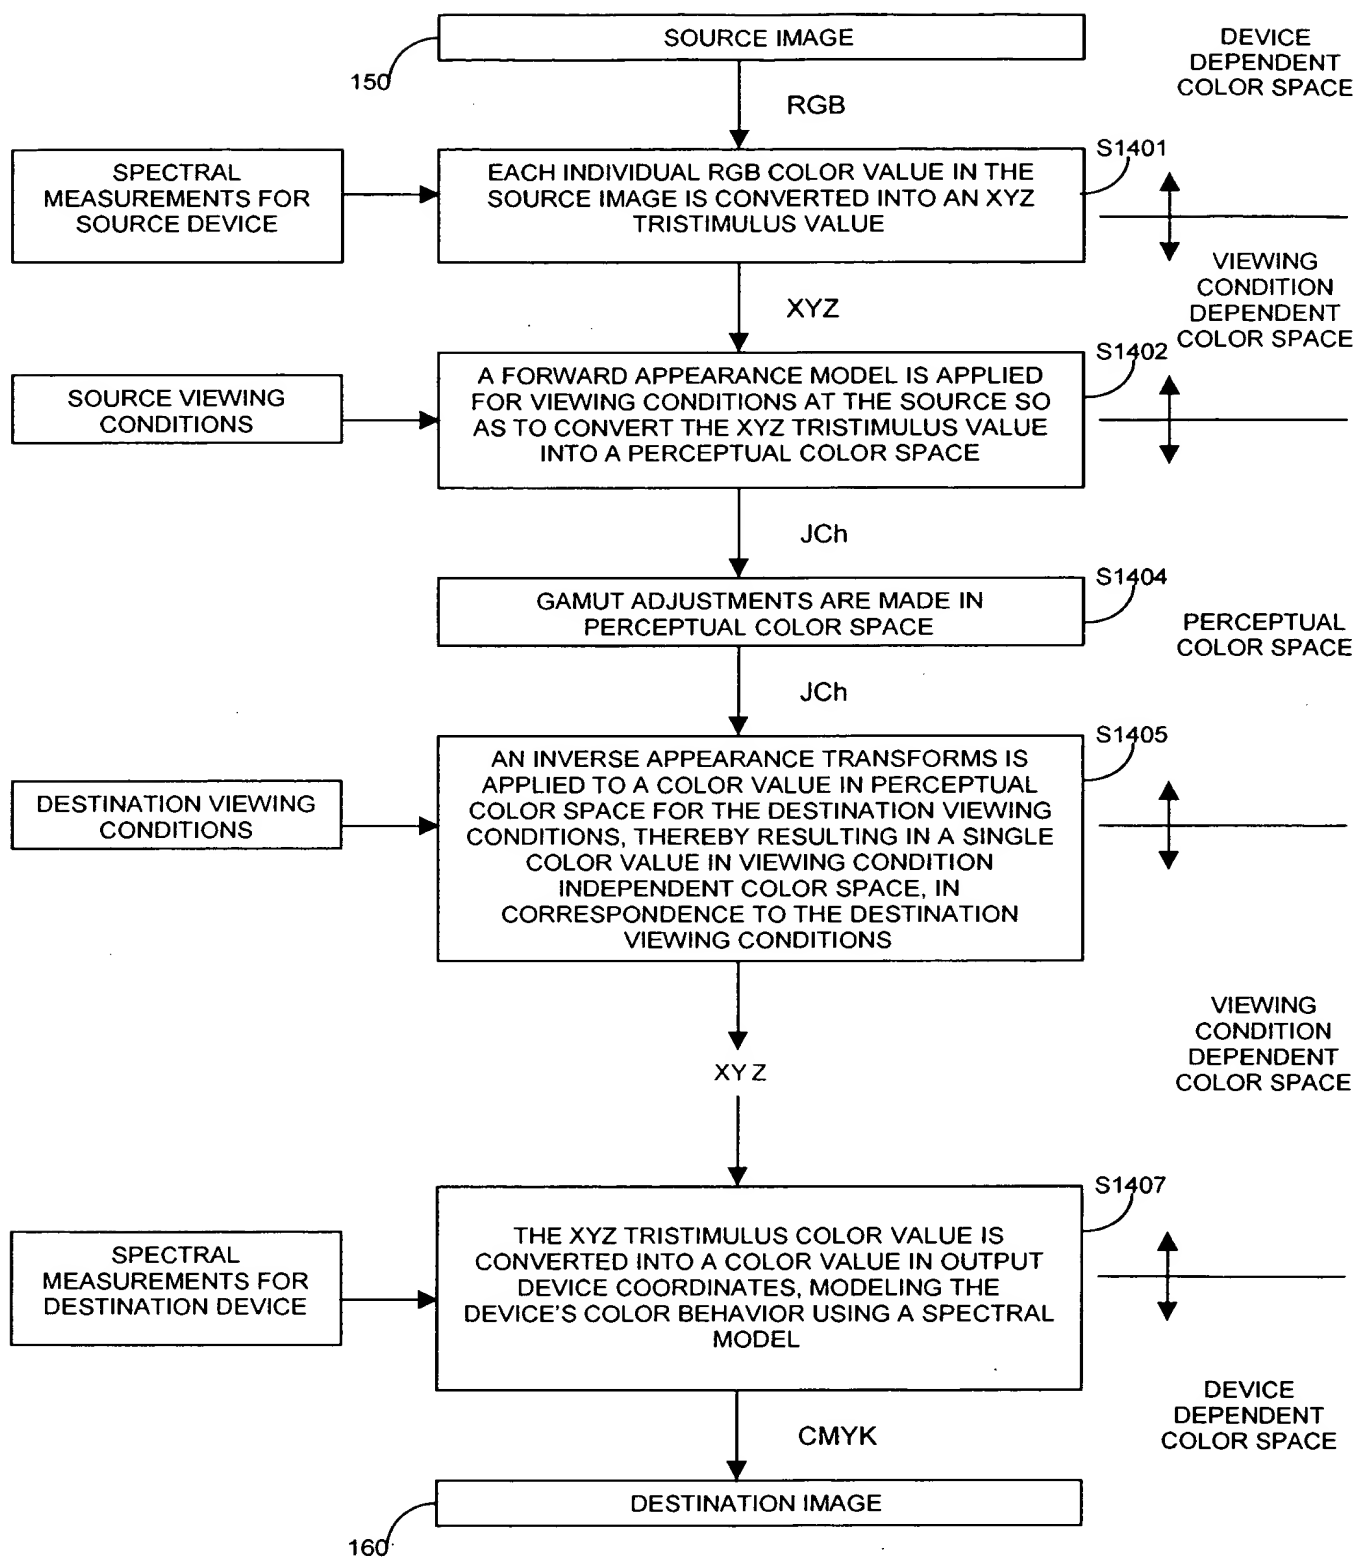 SOURCE IMAGE
150
DEVICE
DEPENDENT
COLOR SPACE
RGB
SPECTRAL
MEASUREMENTS FOR
SOURCE DEVICE
EACH INDIVIDUAL RGB COLOR VALUE IN THE
SOURCE IMAGE IS CONVERTED INTO AN XYZ
TRISTIMULUS VALUE
S1401
XYZ
VIEWING
CONDITION
DEPENDENT
COLOR SPACE
SOURCE VIEWING
CONDITIONS
A FORWARD APPEARANCE MODEL IS APPLIED
FOR VIEWING CONDITIONS AT THE SOURCE SO
AS TO CONVERT THE XYZ TRISTIMULUS VALUE
INTO A PERCEPTUAL COLOR SPACE
S1402
JCh
GAMUT ADJUSTMENTS ARE MADE IN
PERCEPTUAL COLOR SPACE
S1404
PERCEPTUAL
COLOR SPACE
JCh
DESTINATION VIEWING
CONDITIONS
AN INVERSE APPEARANCE TRANSFORMS IS
APPLIED TO A COLOR VALUE IN PERCEPTUAL
COLOR SPACE FOR THE DESTINATION VIEWING
CONDITIONS, THEREBY RESULTING IN A SINGLE
COLOR VALUE IN VIEWING CONDITION
INDEPENDENT COLOR SPACE, IN
CORRESPONDENCE TO THE DESTINATION
VIEWING CONDITIONS
S1405
XYZ
VIEWING
CONDITION
DEPENDENT
COLOR SPACE
SPECTRAL
MEASUREMENTS FOR
DESTINATION DEVICE
THE XYZ TRISTIMULUS COLOR VALUE IS
CONVERTED INTO A COLOR VALUE IN OUTPUT
DEVICE COORDINATES, MODELING THE
DEVICE'S COLOR BEHAVIOR USING A SPECTRAL
MODEL
S1407
CMYK
DEVICE
DEPENDENT
COLOR SPACE
DESTINATION IMAGE
160